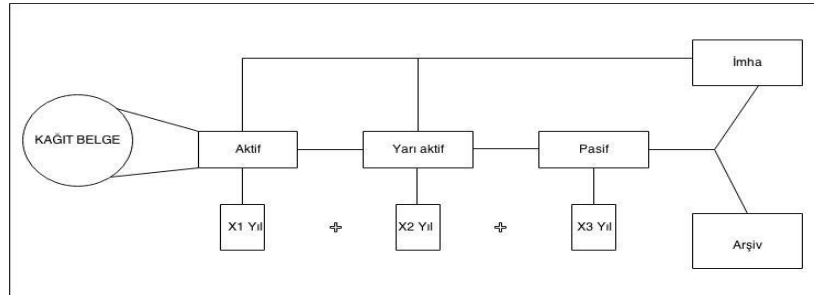 İmha
KAĞIT BELGE
Aktif
Yarı aktif
Pasif
X1 Yıl
X2 Yıl
X3 Yıl
Arşiv